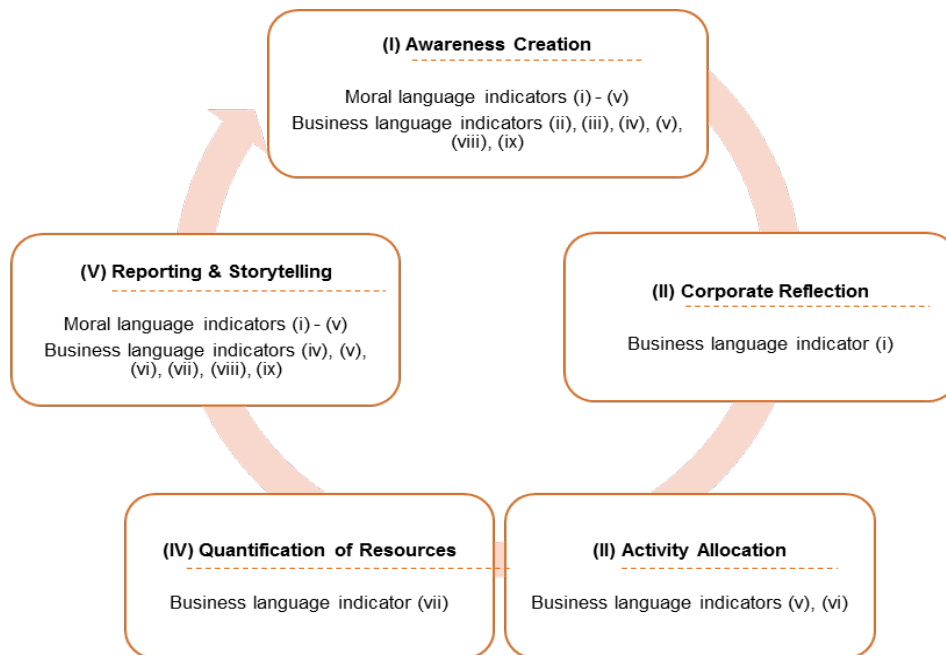 (I) Awareness Creation
Moral language indicators (i) - (v)
Business language indicators (ii), (iii), (iv), (v),
(viii), (ix)
(II) Corporate Reflection
Business language indicator (i)
(II) Activity Allocation
Business language indicators (v), (vi)
(IV) Quantification of Resources
Business language indicator (vii)
(V) Reporting & Storytelling
Moral language indicators (i) - (v)
Business language indicators (iv), (v),
(vi), (vii), (viii), (ix)